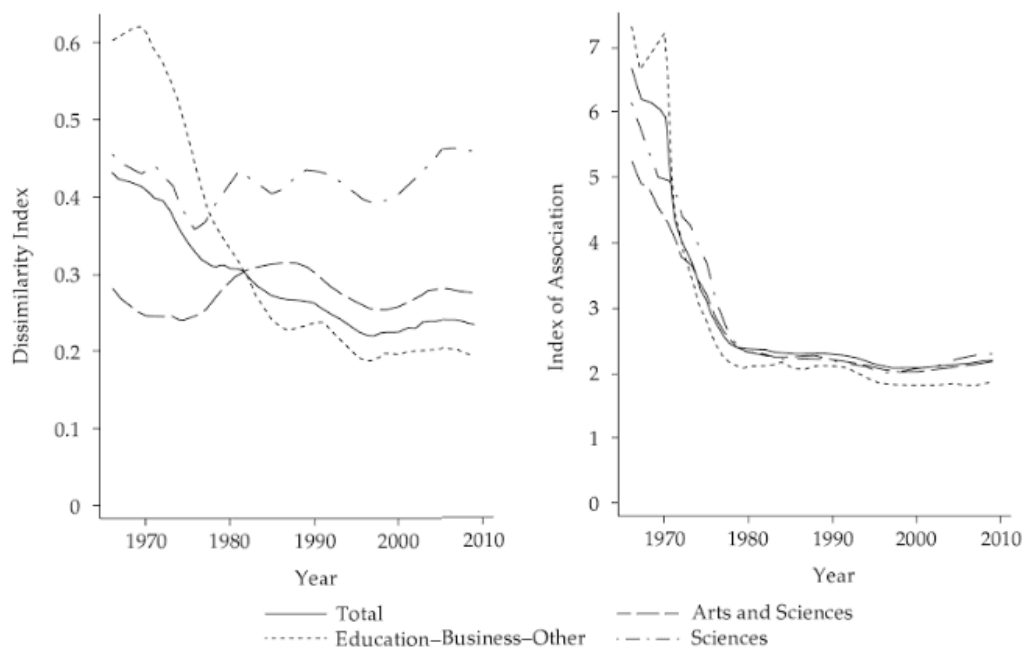 Dissimilarity Index
0.6
0.5
0.4
0.3
0.2
0.1
0
1970 1980 1990 2000 2010
Year
Index of Association
7
6
5
4
3
2
1
0
1970 1980 1990 2000 2010
Year
Total
Arts and Sciences
Education–Business–Other
Sciences